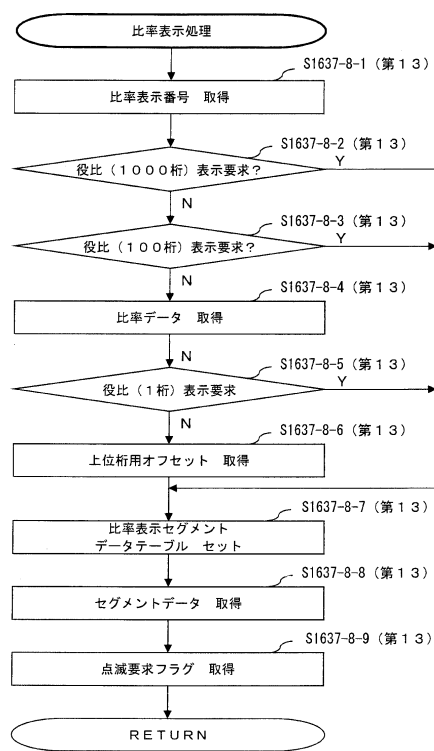 比率表示処理
S1637-8-1(第13)
比率表示番号 取得
S1637-8-2(第13)
役比(1000桁)表示要求?
Y
N
S1637-8-3(第13)
役比(100桁)表示要求?
Y
N
S1637-8-4(第13)
比率データ 取得
N
S1637-8-5(第13)
役比(1桁)表示要求
Y
N
S1637-8-6(第13)
上位桁用オフセット 取得
S1637-8-7(第13)
比率表示セグメント
データテーブル セット
S1637-8-8(第13)
セグメントデータ 取得
S1637-8-9(第13)
点滅要求フラグ 取得
RETURN